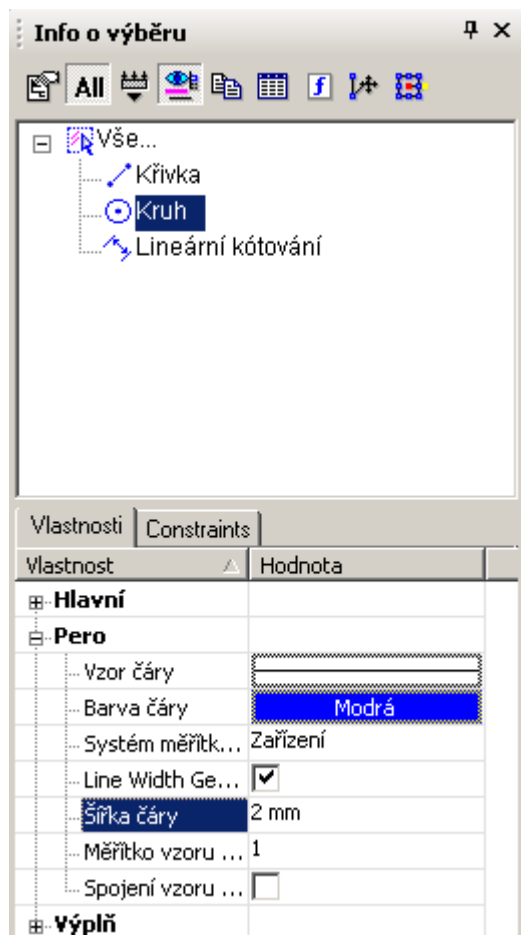 Info o výběru
All
Vše...
Křivka
Kruh
Lineární kótování
Vlastnosti Constraints
Vlastnost Hodnota
Hlavní
Pero
Vzor čáry
Barva čáry Modrá
Systém měřítk... Zařízení
Line Width Ge...
Šířka čáry 2 mm
Měřítko vzoru ... 1
Spojení vzoru ...
Výplň